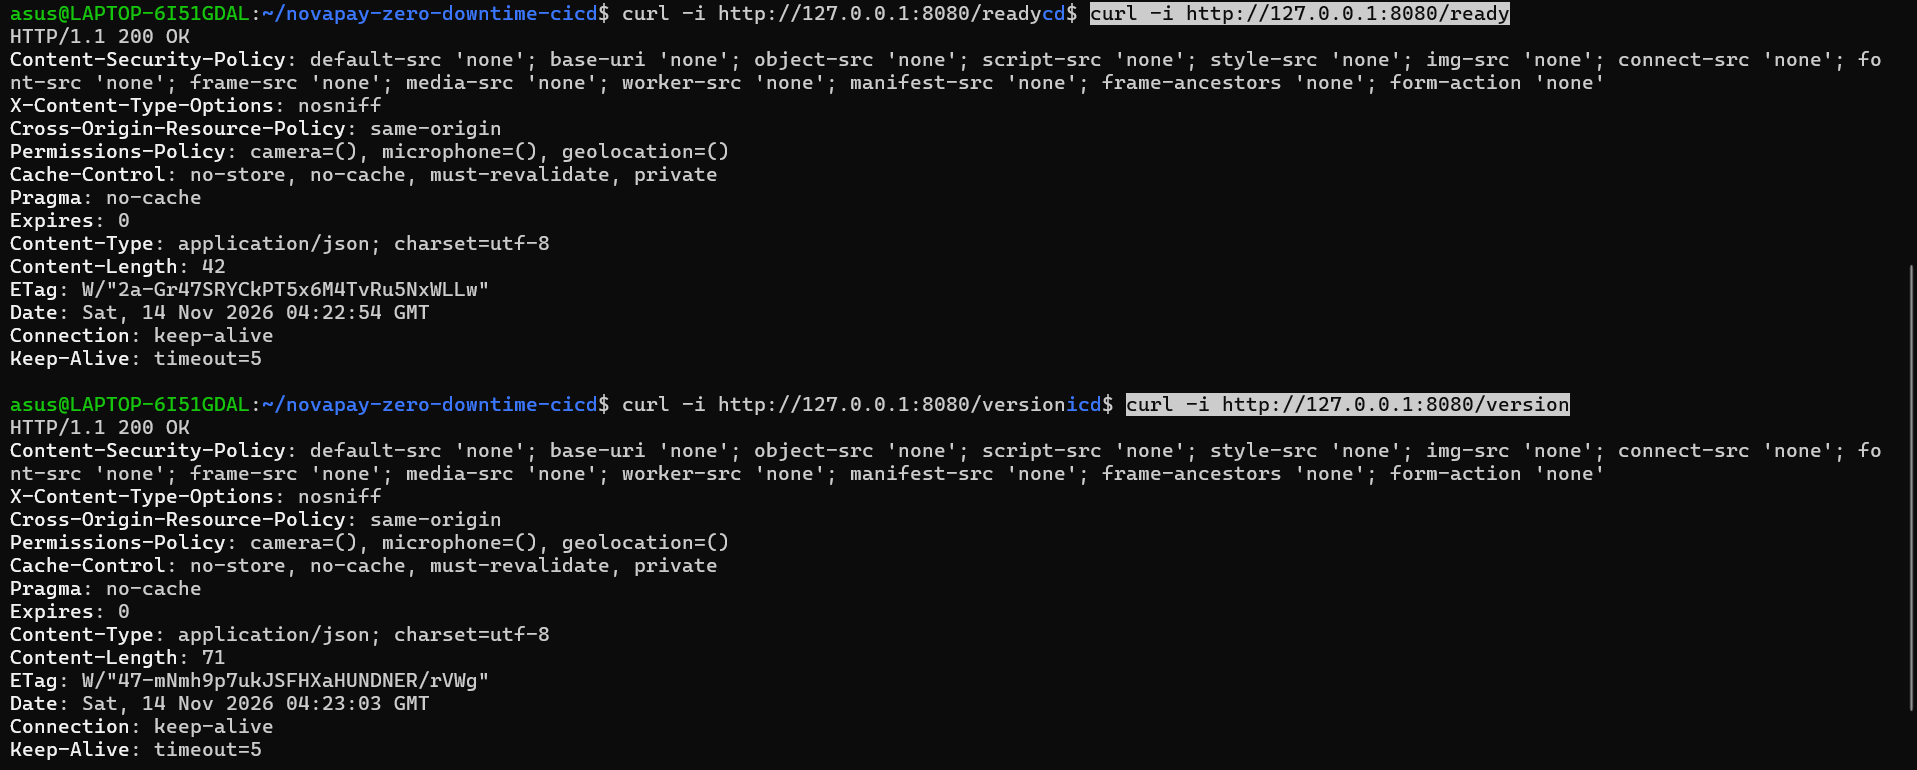 asus@LAPTOP-6I51GDAL:~/novapay-zero-downtime-cicd$ curl -i http://127.0.0.1:8080/readycd$ curl -i http://127.0.0.1:8080/ready
HTTP/1.1 200 OK
Content-Security-Policy: default-src 'none'; base-uri 'none'; object-src 'none'; script-src 'none'; style-src 'none'; img-src 'none'; connect-src 'none'; fo
nt-src 'none'; frame-src 'none'; media-src 'none'; worker-src 'none'; manifest-src 'none'; frame-ancestors 'none'; form-action 'none'
X-Content-Type-Options: nosniff
Cross-Origin-Resource-Policy: same-origin
Permissions-Policy: camera=(), microphone=(), geolocation=()
Cache-Control: no-store, no-cache, must-revalidate, private
Pragma: no-cache
Expires: 0
Content-Type: application/json; charset=utf-8
Content-Length: 42
ETag: W/"2a-Gr47SRYCkPT5x6M4TvRu5NxWLLw"
Date: Sat, 14 Nov 2026 04:22:54 GMT
Connection: keep-alive
Keep-Alive: timeout=5
asus@LAPTOP-6I51GDAL:~/novapay-zero-downtime-cicd$ curl -i http://127.0.0.1:8080/versionicd$ curl -i http://127.0.0.1:8080/version
HTTP/1.1 200 OK
Content-Security-Policy: default-src 'none'; base-uri 'none'; object-src 'none'; script-src 'none'; style-src 'none'; img-src 'none'; connect-src 'none'; fo
nt-src 'none'; frame-src 'none'; media-src 'none'; worker-src 'none'; manifest-src 'none'; frame-ancestors 'none'; form-action 'none'
X-Content-Type-Options: nosniff
Cross-Origin-Resource-Policy: same-origin
Permissions-Policy: camera=(), microphone=(), geolocation=()
Cache-Control: no-store, no-cache, must-revalidate, private
Pragma: no-cache
Expires: 0
Content-Type: application/json; charset=utf-8
Content-Length: 71
ETag: W/"47-mNmh9p7ukJSFHXaHUNDNER/rVWg"
Date: Sat, 14 Nov 2026 04:23:03 GMT
Connection: keep-alive
Keep-Alive: timeout=5